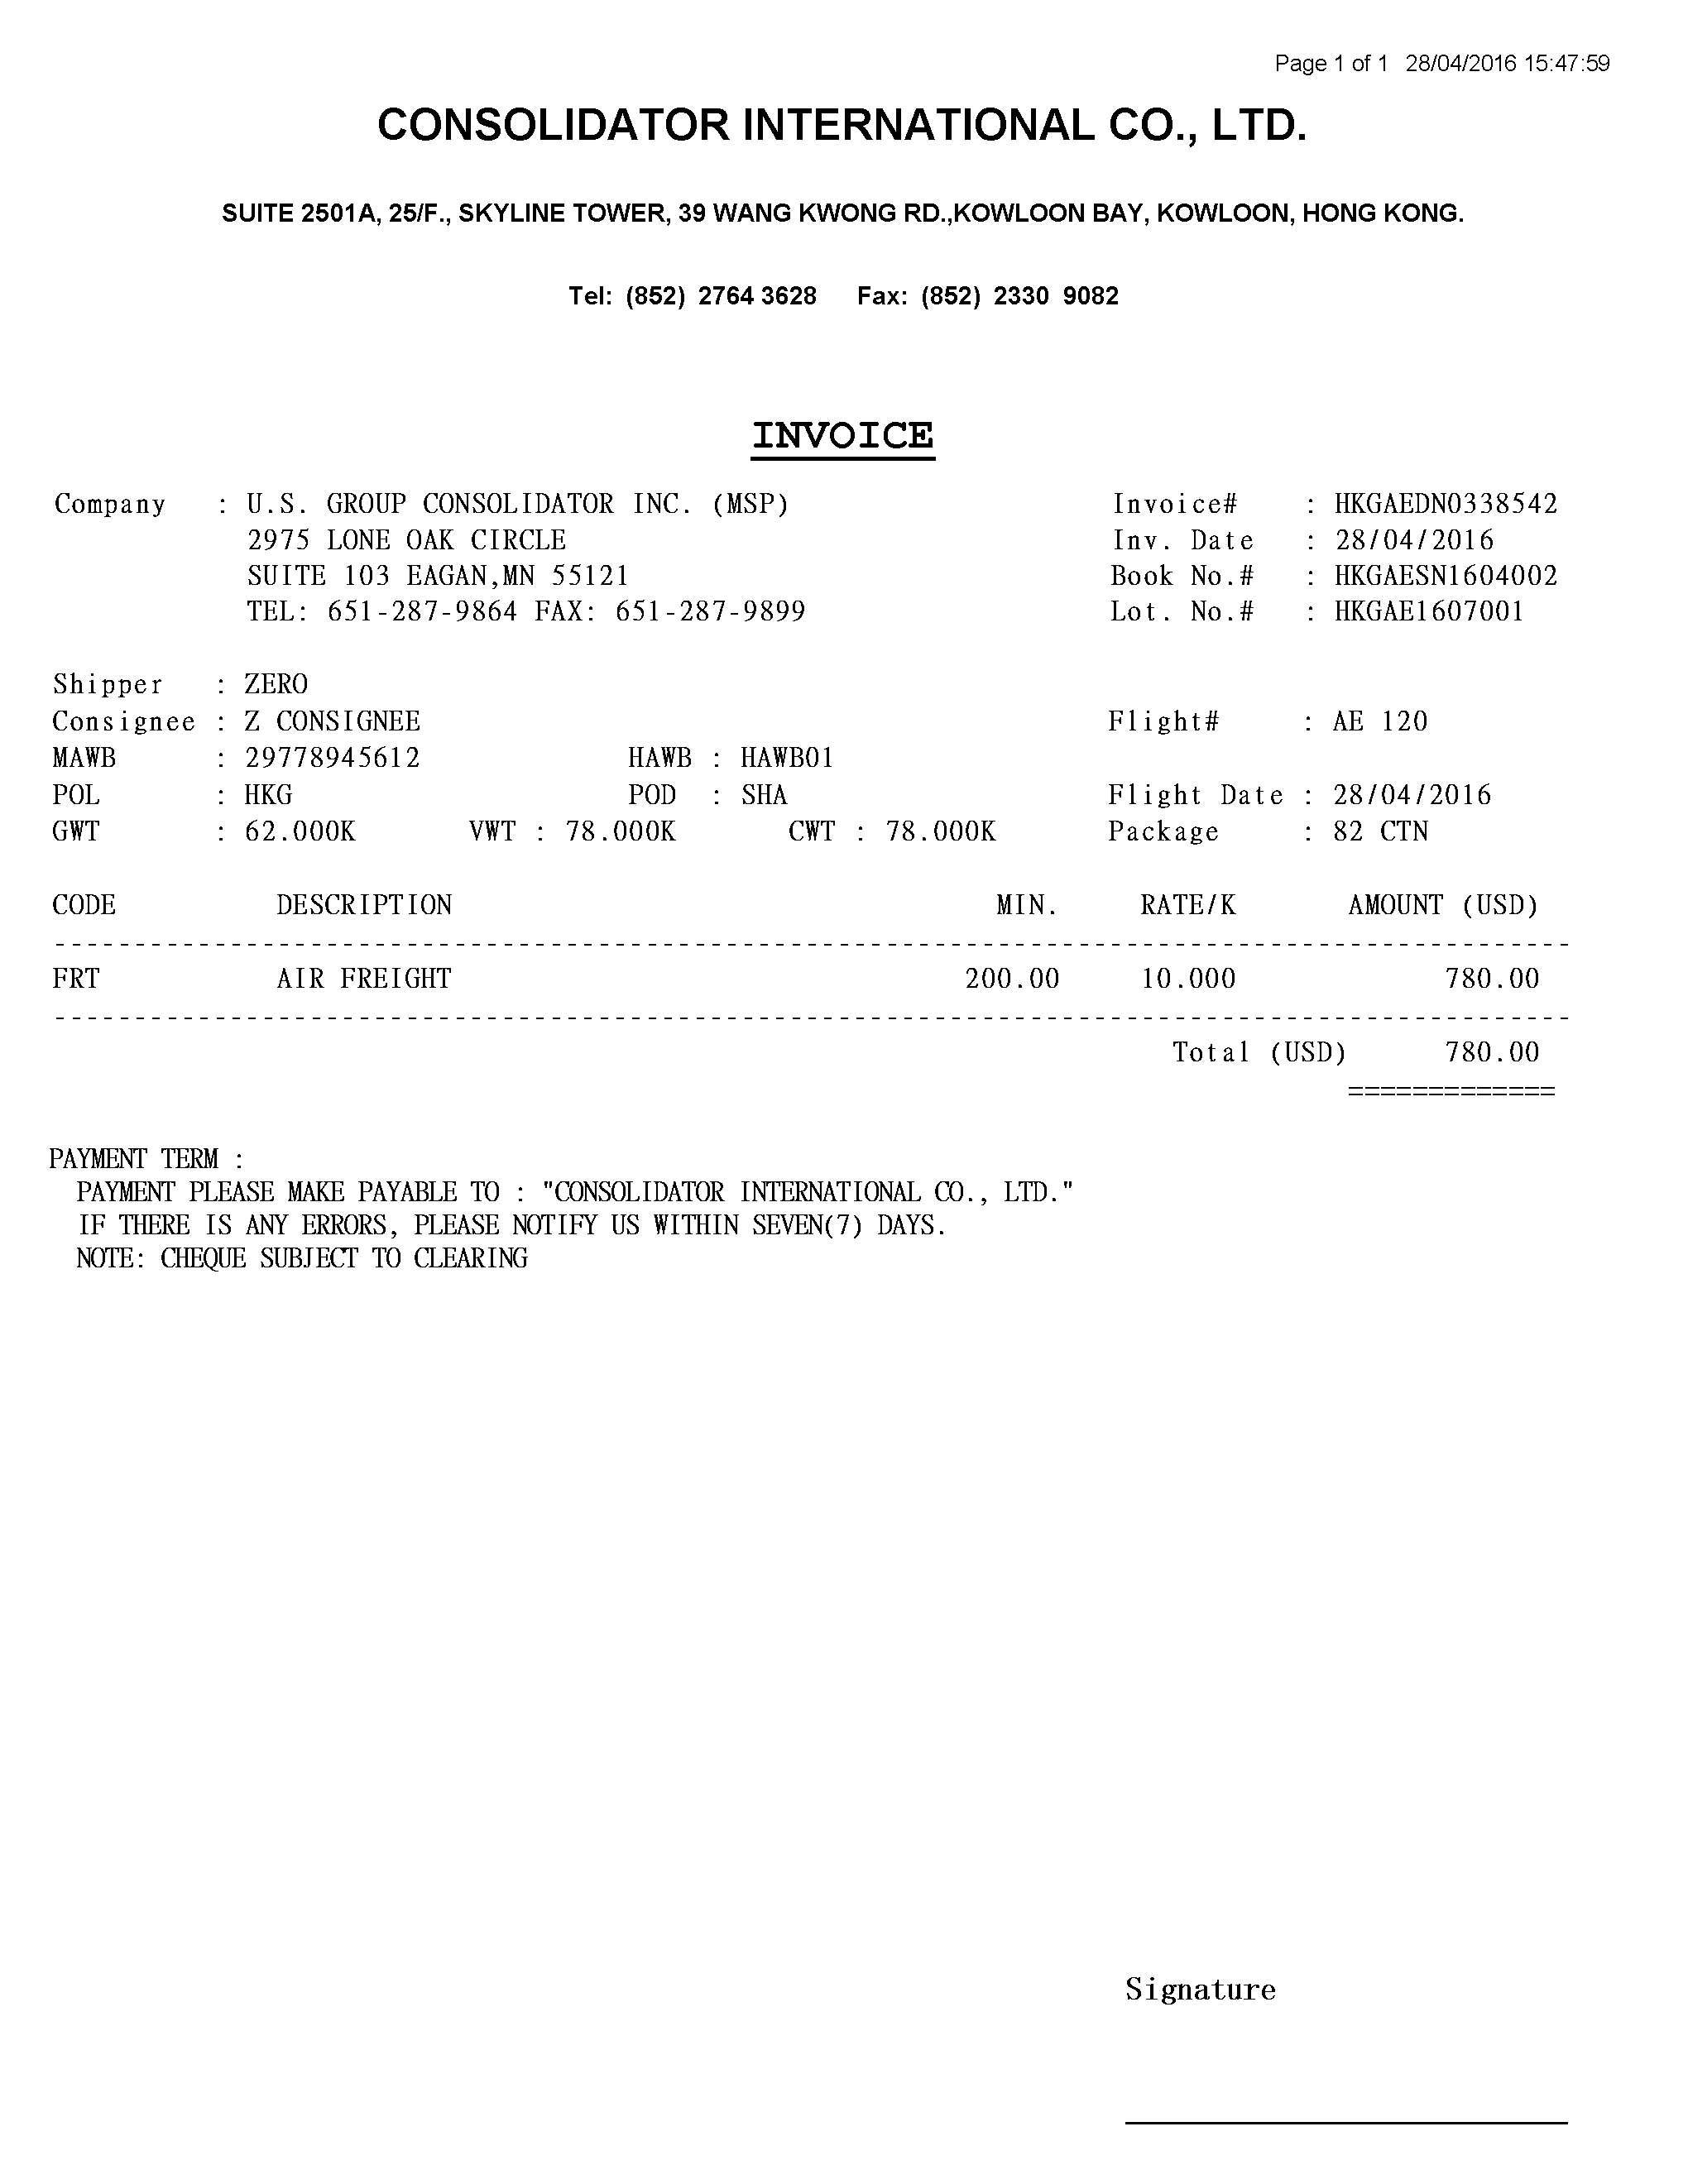 Page 1 of 1 28/04/2016 15:47:59
CONSOLIDATOR INTERNATIONAL CO., LTD.
SUITE 2501A, 25/F., SKYLINE TOWER, 39 WANG KWONG RD.,KOWLOON BAY, KOWLOON, HONG KONG.
Tel: (852) 2764 3628 Fax: (852) 2330 9082
INVOICE
Company : U.S. GROUP CONSOLIDATOR INC. (MSP) Invoice# : HKGAEDN0338542
2975 LONE OAK CIRCLE Inv. Date : 28/04/2016
SUITE 103 EAGAN,MN 55121 Book No.# : HKGAESN1604002
TEL: 651-287-9864 FAX: 651-287-9899 Lot. No.# : HKGAE1607001
Shipper : ZERO
Consignee : Z CONSIGNEE Flight# : AE 120
MAWB : 29778945612 HAWB : HAWB01
POL : HKG POD : SHA Flight Date : 28/04/2016
GWT : 62.000K VWT : 78.000K CWT : 78.000K Package : 82 CTN
CODE DESCRIPTION MIN. RATE/K AMOUNT (USD)
FRT AIR FREIGHT 200.00 10.000 780.00
Total (USD) 780.00
PAYMENT TERM :
PAYMENT PLEASE MAKE PAYABLE TO : "CONSOLIDATOR INTERNATIONAL CO., LTD."
IF THERE IS ANY ERRORS, PLEASE NOTIFY US WITHIN SEVEN(7) DAYS.
NOTE: CHEQUE SUBJECT TO CLEARING
Signature